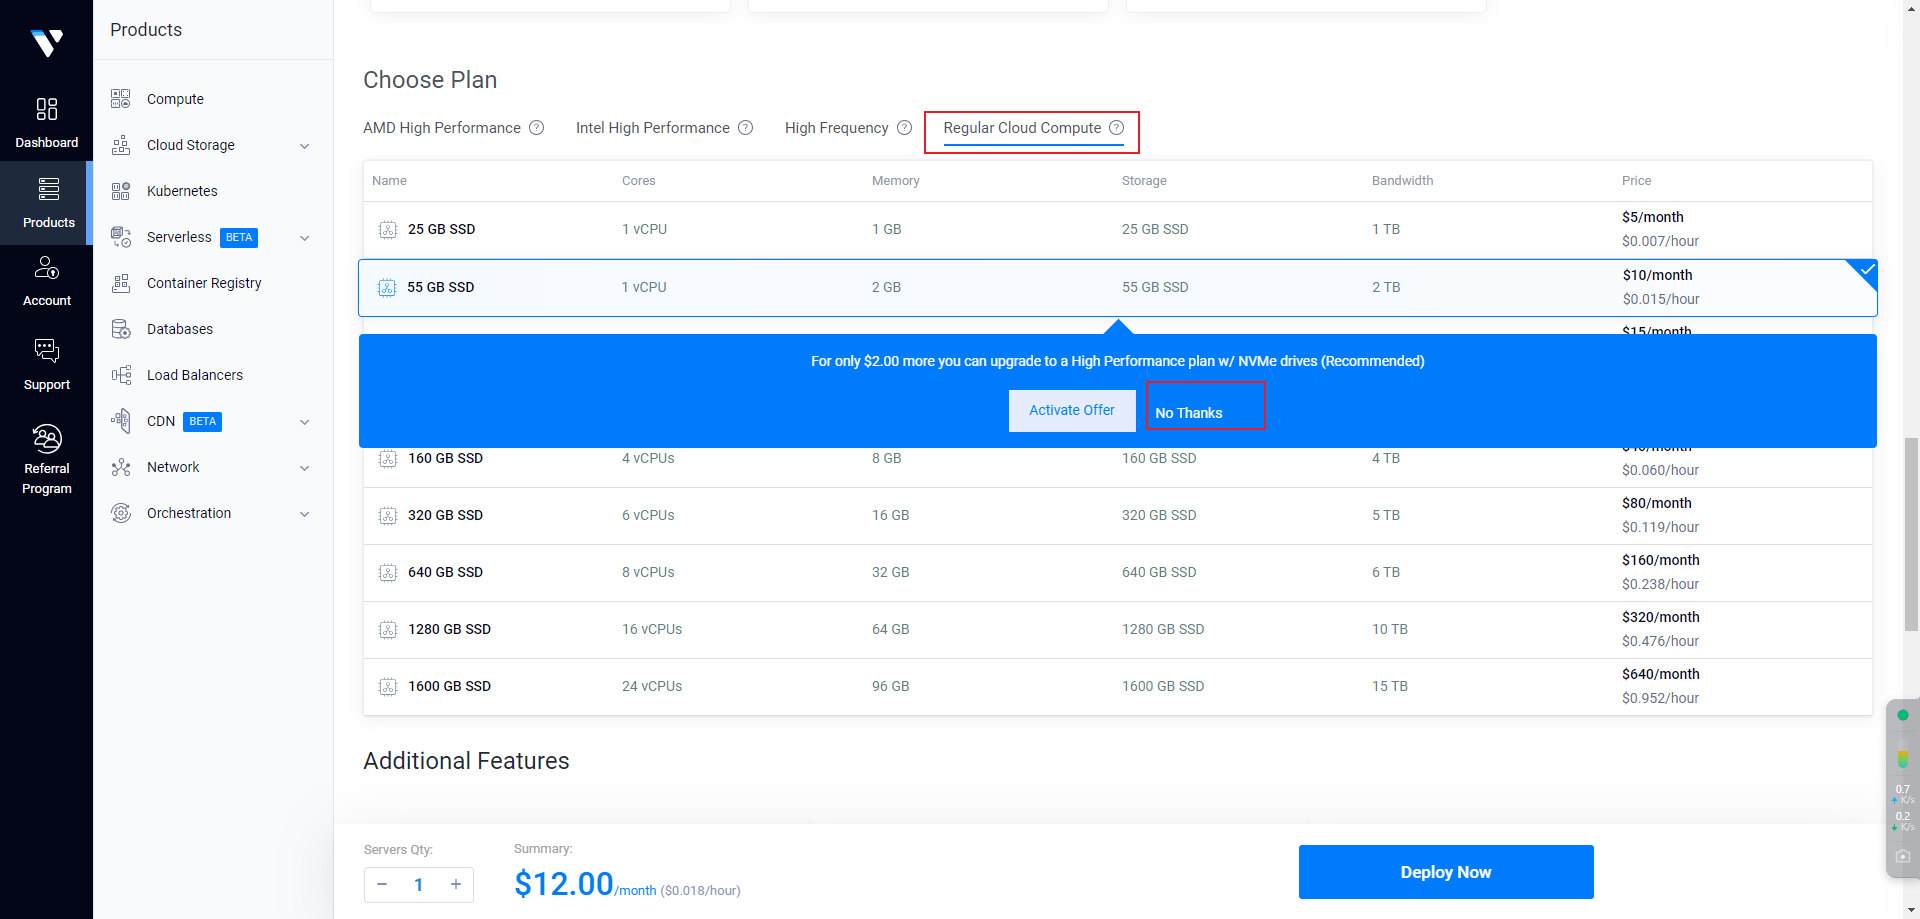 Products
Dashboard
Products
Account
Support
Referral
Program
Compute
Cloud Storage
Kubernetes
Serverless BETA
Container Registry
Databases
Load Balancers
CDN BETA
Network
Orchestration
Choose Plan
AMD High Performance ? Intel High Performance ? High Frequency ? Regular Cloud Compute ?
Name Cores Memory Storage Bandwidth Price
25 GB SSD 1 vCPU 1 GB 25 GB SSD 1 TB $5/month
$0.007/hour
55 GB SSD 1 vCPU 2 GB 55 GB SSD 2 TB $10/month
$0.015/hour
$15/month
For only $2.00 more you can upgrade to a High Performance plan w/ NVMe drives (Recommended)
Activate Offer No Thanks
160 GB SSD 4 vCPUs 8 GB 160 GB SSD 4 TB $40/month
$0.060/hour
320 GB SSD 6 vCPUs 16 GB 320 GB SSD 5 TB $80/month
$0.119/hour
640 GB SSD 8 vCPUs 32 GB 640 GB SSD 6 TB $160/month
$0.238/hour
1280 GB SSD 16 vCPUs 64 GB 1280 GB SSD 10 TB $320/month
$0.476/hour
1600 GB SSD 24 vCPUs 96 GB 1600 GB SSD 15 TB $640/month
$0.952/hour
Additional Features
Servers Qty:
− 1 +
Summary:
$12.00/month ($0.018/hour)
Deploy Now
0.7
K/s
0.2
K/s